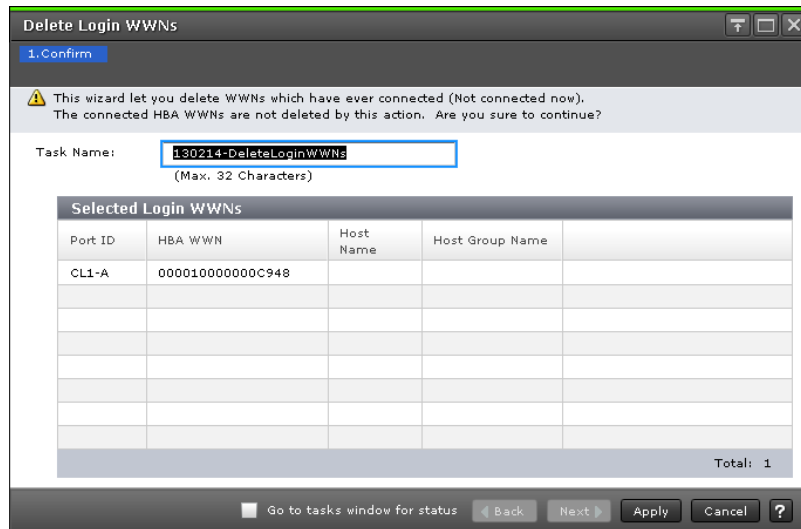 Delete Login WWNs
1.Confirm
This wizard let you delete WWNs which have ever connected (Not connected now).
The connected HBA WWNs are not deleted by this action. Are you sure to continue?
Task Name: 130214-DeleteLoginWWNs
(Max. 32 Characters)
Selected Login WWNs
Port ID HBA WWN Host Name Host Group Name
CL1-A 000010000000C948
Total: 1
Go to tasks window for status Back Next Apply Cancel ?